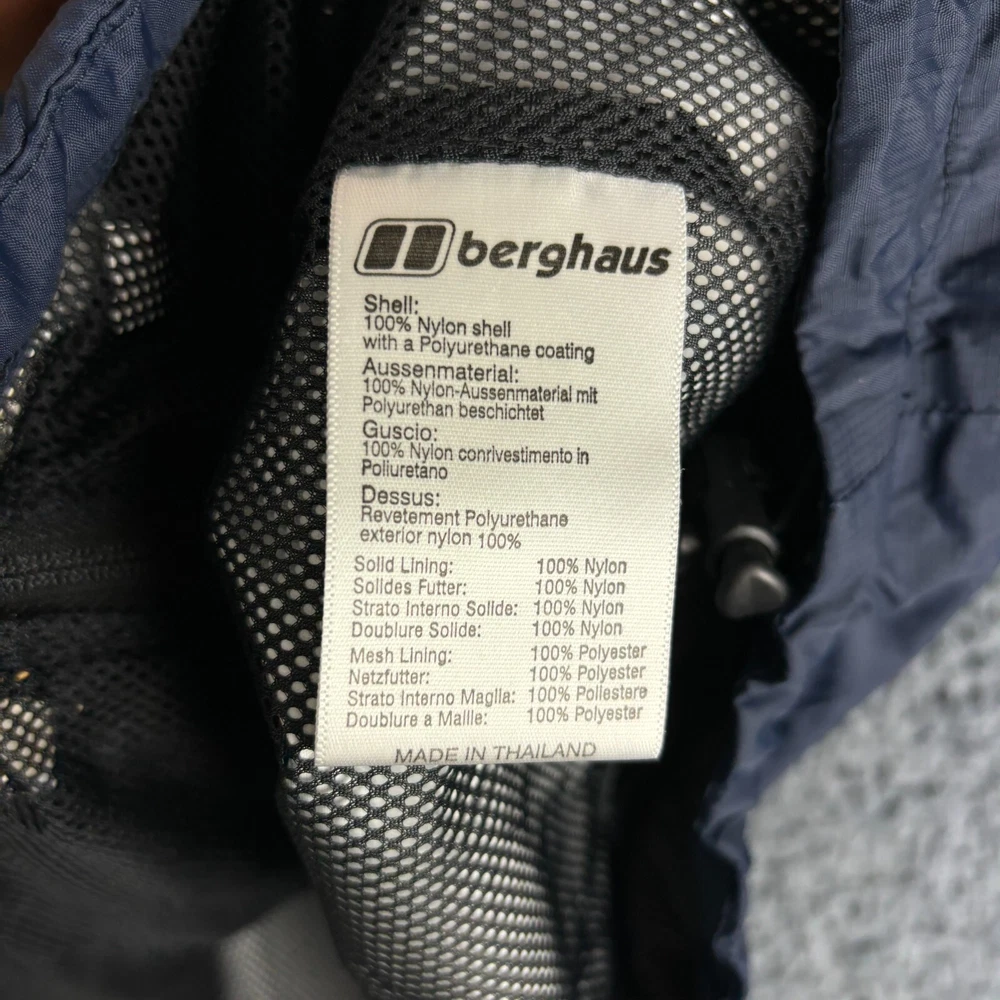 berghaus
Shell:
100% Nylon shell
with a Polyurethane coating
Aussenmaterial:
100% Nylon-Aussenmaterial mit
Polyurethan beschichtet
Guscio:
100% Nylon conrivestimento in
Poliuretano
Dessus:
Revetement Polyurethane
exterior nylon 100%
Solid Lining: 100% Nylon
Solides Futter: 100% Nylon
Strato Interno Solide: 100% Nylon
Doublure Solide: 100% Nylon
Mesh Lining: 100% Polyester
Netzfutter: 100% Polyester
Strato Interno Maglia: 100% Poliestere
Doublure a Maille: 100% Polyester
MADE IN THAILAND